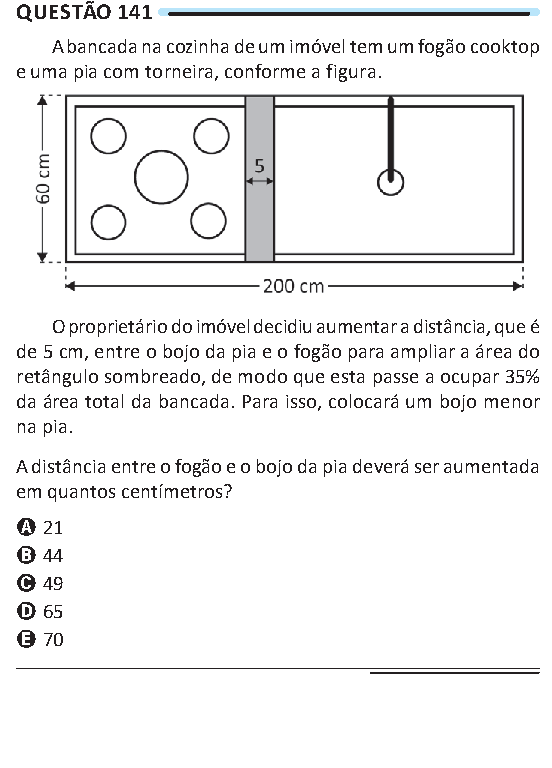 QUESTÃO 141
A bancada na cozinha de um imóvel tem um fogão cooktop
e uma pia com torneira, conforme a figura.
60 cm
5
200 cm
O proprietário do imóvel decidiu aumentar a distância, que é
de 5 cm, entre o bojo da pia e o fogão para ampliar a área do
retângulo sombreado, de modo que esta passe a ocupar 35%
da área total da bancada. Para isso, colocará um bojo menor
na pia.
A distância entre o fogão e o bojo da pia deverá ser aumentada
em quantos centímetros?
A 21
B 44
C 49
D 65
E 70